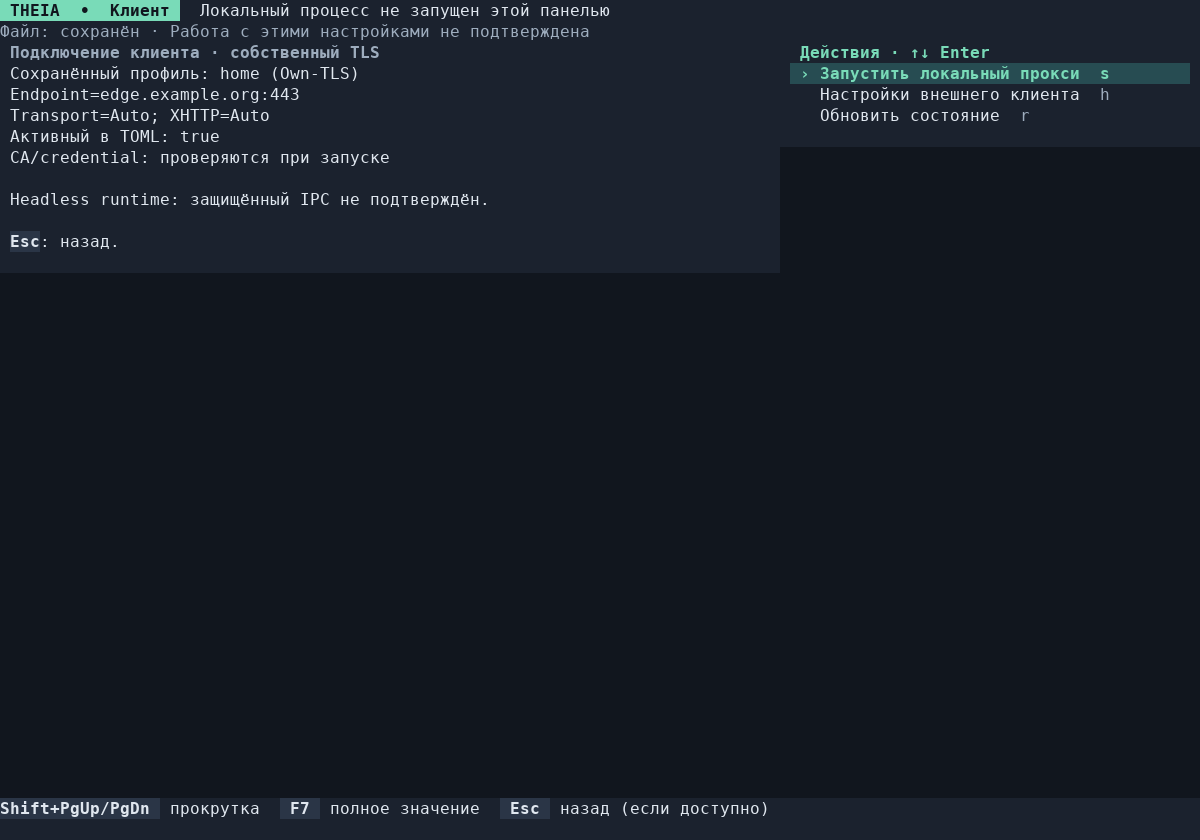 THEIA • Клиент Локальный процесс не запущен этой панелью
Файл: сохранён · Работа с этими настройками не подтверждена
Подключение клиента · собственный TLS
Сохранённый профиль: home (Own-TLS)
Endpoint=edge.example.org:443
Transport=Auto; XHTTP=Auto
Активный в TOML: true
CA/credential: проверяются при запуске
Headless runtime: защищённый IPC не подтверждён.
Esc: назад.
Действия · ↑↓ Enter
› Запустить локальный прокси s
Настройки внешнего клиента h
Обновить состояние r
Shift+PgUp/PgDn прокрутка F7 полное значение Esc назад (если доступно)